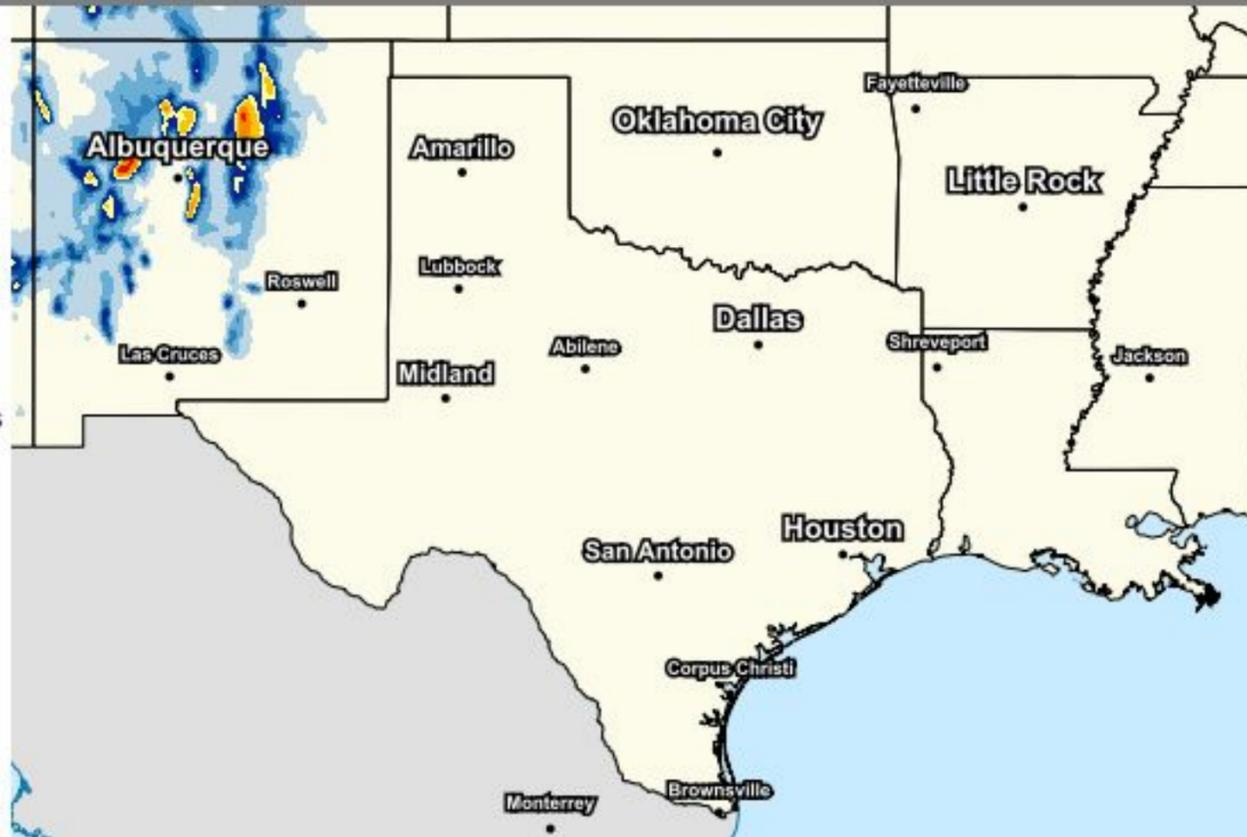 Fayetteville
Oklahoma City
Albuquerque
Amarillo
Little Rock
Lubbock
Roswell
Dallas
Shreveport
Abilene
Las Cruces
Jackson
Midland
Houston
San Antonio
Corpus Christi
Brownsville
Monterrey